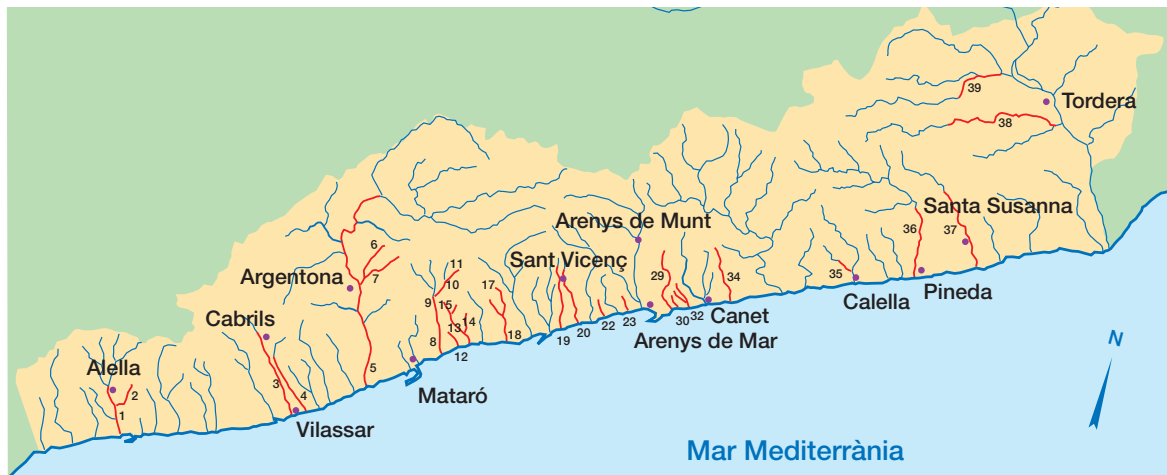 39
Tordera
38
Santa Susanna
36
37
Arenys de Munt
6
7
Sant Vicenç
11
10
29
34
35
Argentona
17
9
15
14
13
Calella
Pineda
Cabrils
8
12
18
19
20
22
23
30
32
Canet
Arenys de Mar
Alella
2
1
3
4
5
Mataró
Vilassar
N
Mar Mediterrània